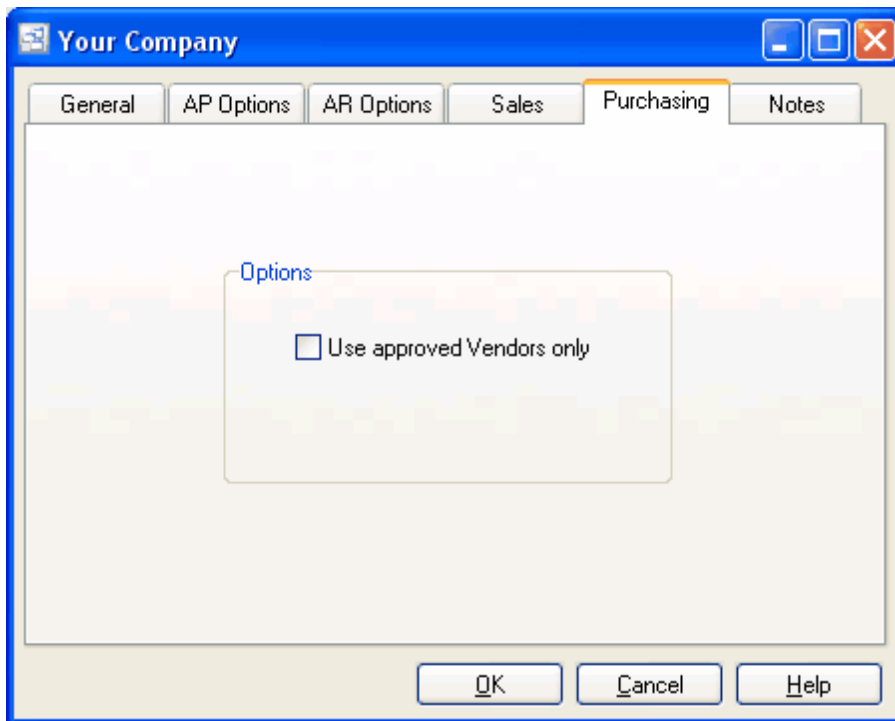 Your Company
General AP Options AR Options Sales Purchasing Notes
Options
Use approved Vendors only
OK Cancel Help